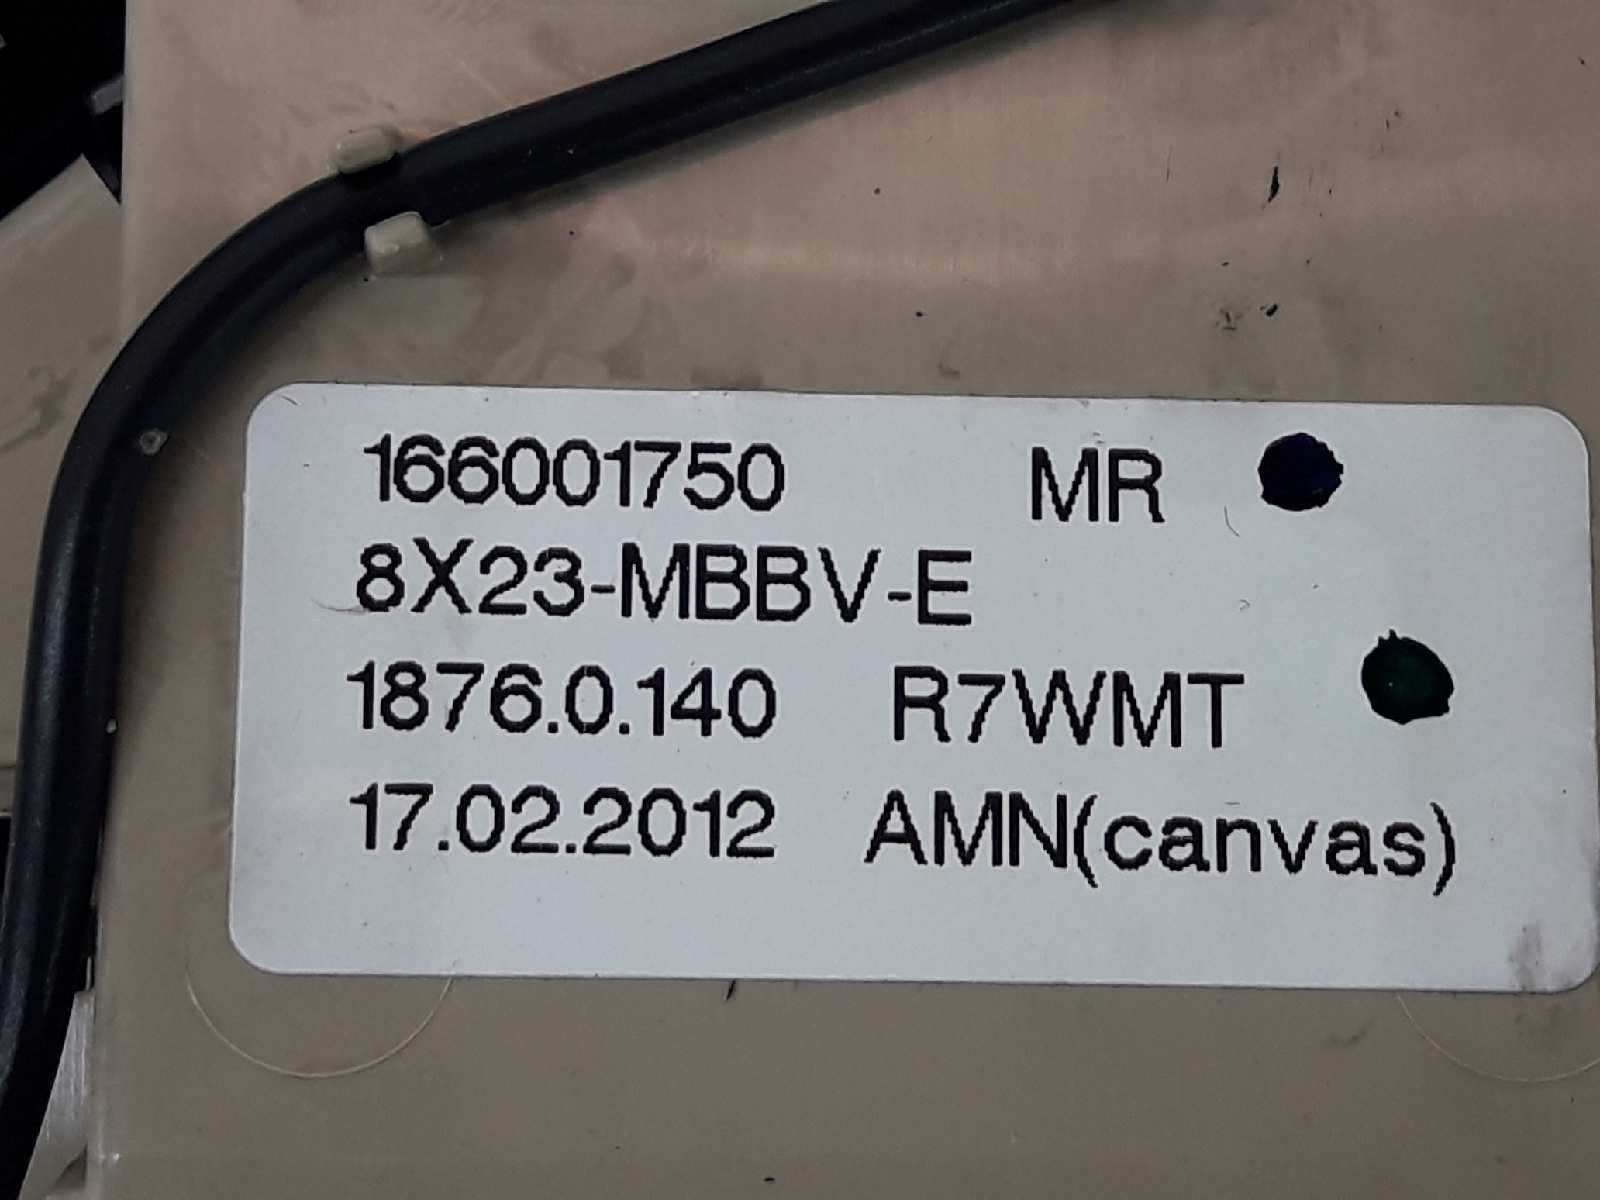 166001750 MR
8X23-MBBV-E
1876.0.140 R7WMT
17.02.2012 AMN(canvas)